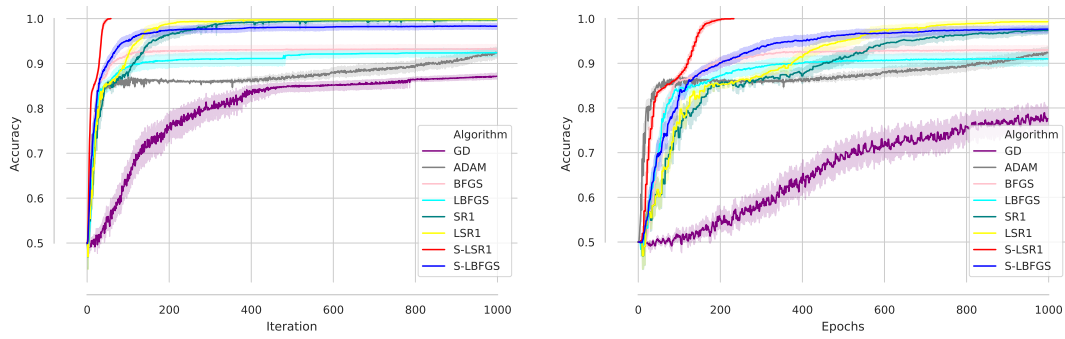 1.0
0.9
0.8
0.7
0.6
0.5
Accuracy
0
200
400
600
800
1000
Iteration
Algorithm
GD
ADAM
BFGS
LBFGS
SR1
LSR1
S-LSR1
S-LBFGS
1.0
0.9
0.8
0.7
0.6
0.5
Accuracy
0
200
400
600
800
1000
Epochs
Algorithm
GD
ADAM
BFGS
LBFGS
SR1
LSR1
S-LSR1
S-LBFGS